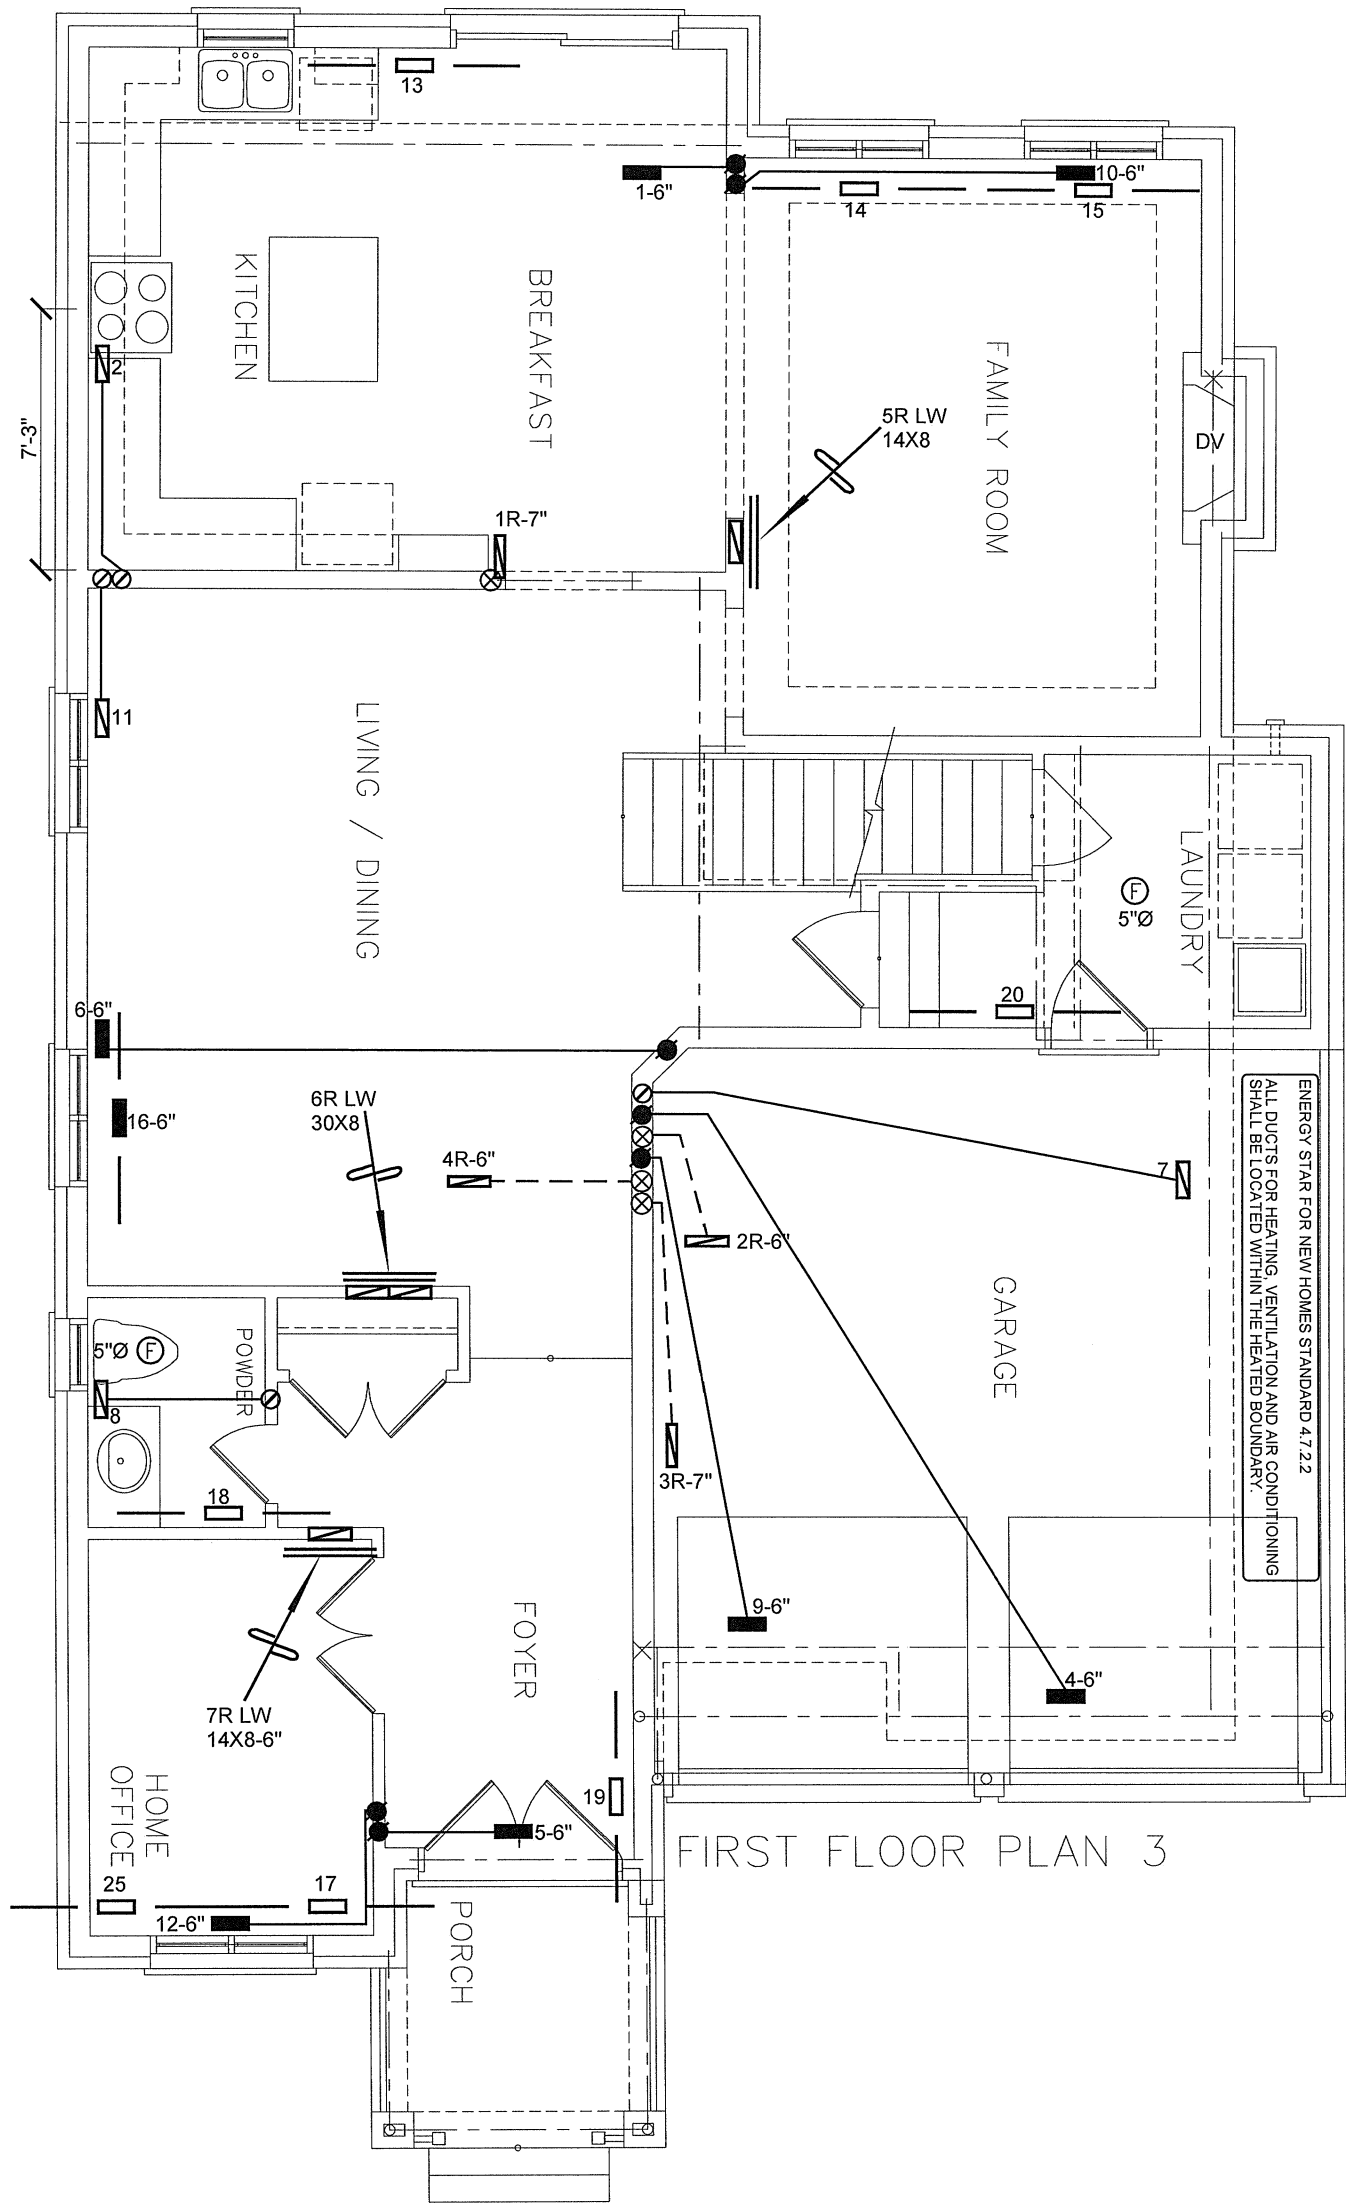 13
1-6"
10-6"
14
15
KITCHEN
BREAKFAST
FAMILY ROOM
2
7'-3"
5R LW
14X8
DV
1R-7"
11
LIVING / DINING
LAUNDRY
F
5"Ø
20
6-6"
16-6"
6R LW
30X8
4R-6"
2R-6"
7
ENERGY STAR FOR NEW HOMES STANDARD 4.7.2.2
ALL DUCTS FOR HEATING, VENTILATION AND AIR CONDITIONING
SHALL BE LOCATED WITHIN THE HEATED BOUNDARY.
GARAGE
5"Ø F
POWDER
8
3R-7"
18
9-6"
4-6"
FOYER
7R LW
14X8-6"
HOME
OFFICE
19
5-6"
FIRST FLOOR PLAN 3
25
17
12-6"
PORCH